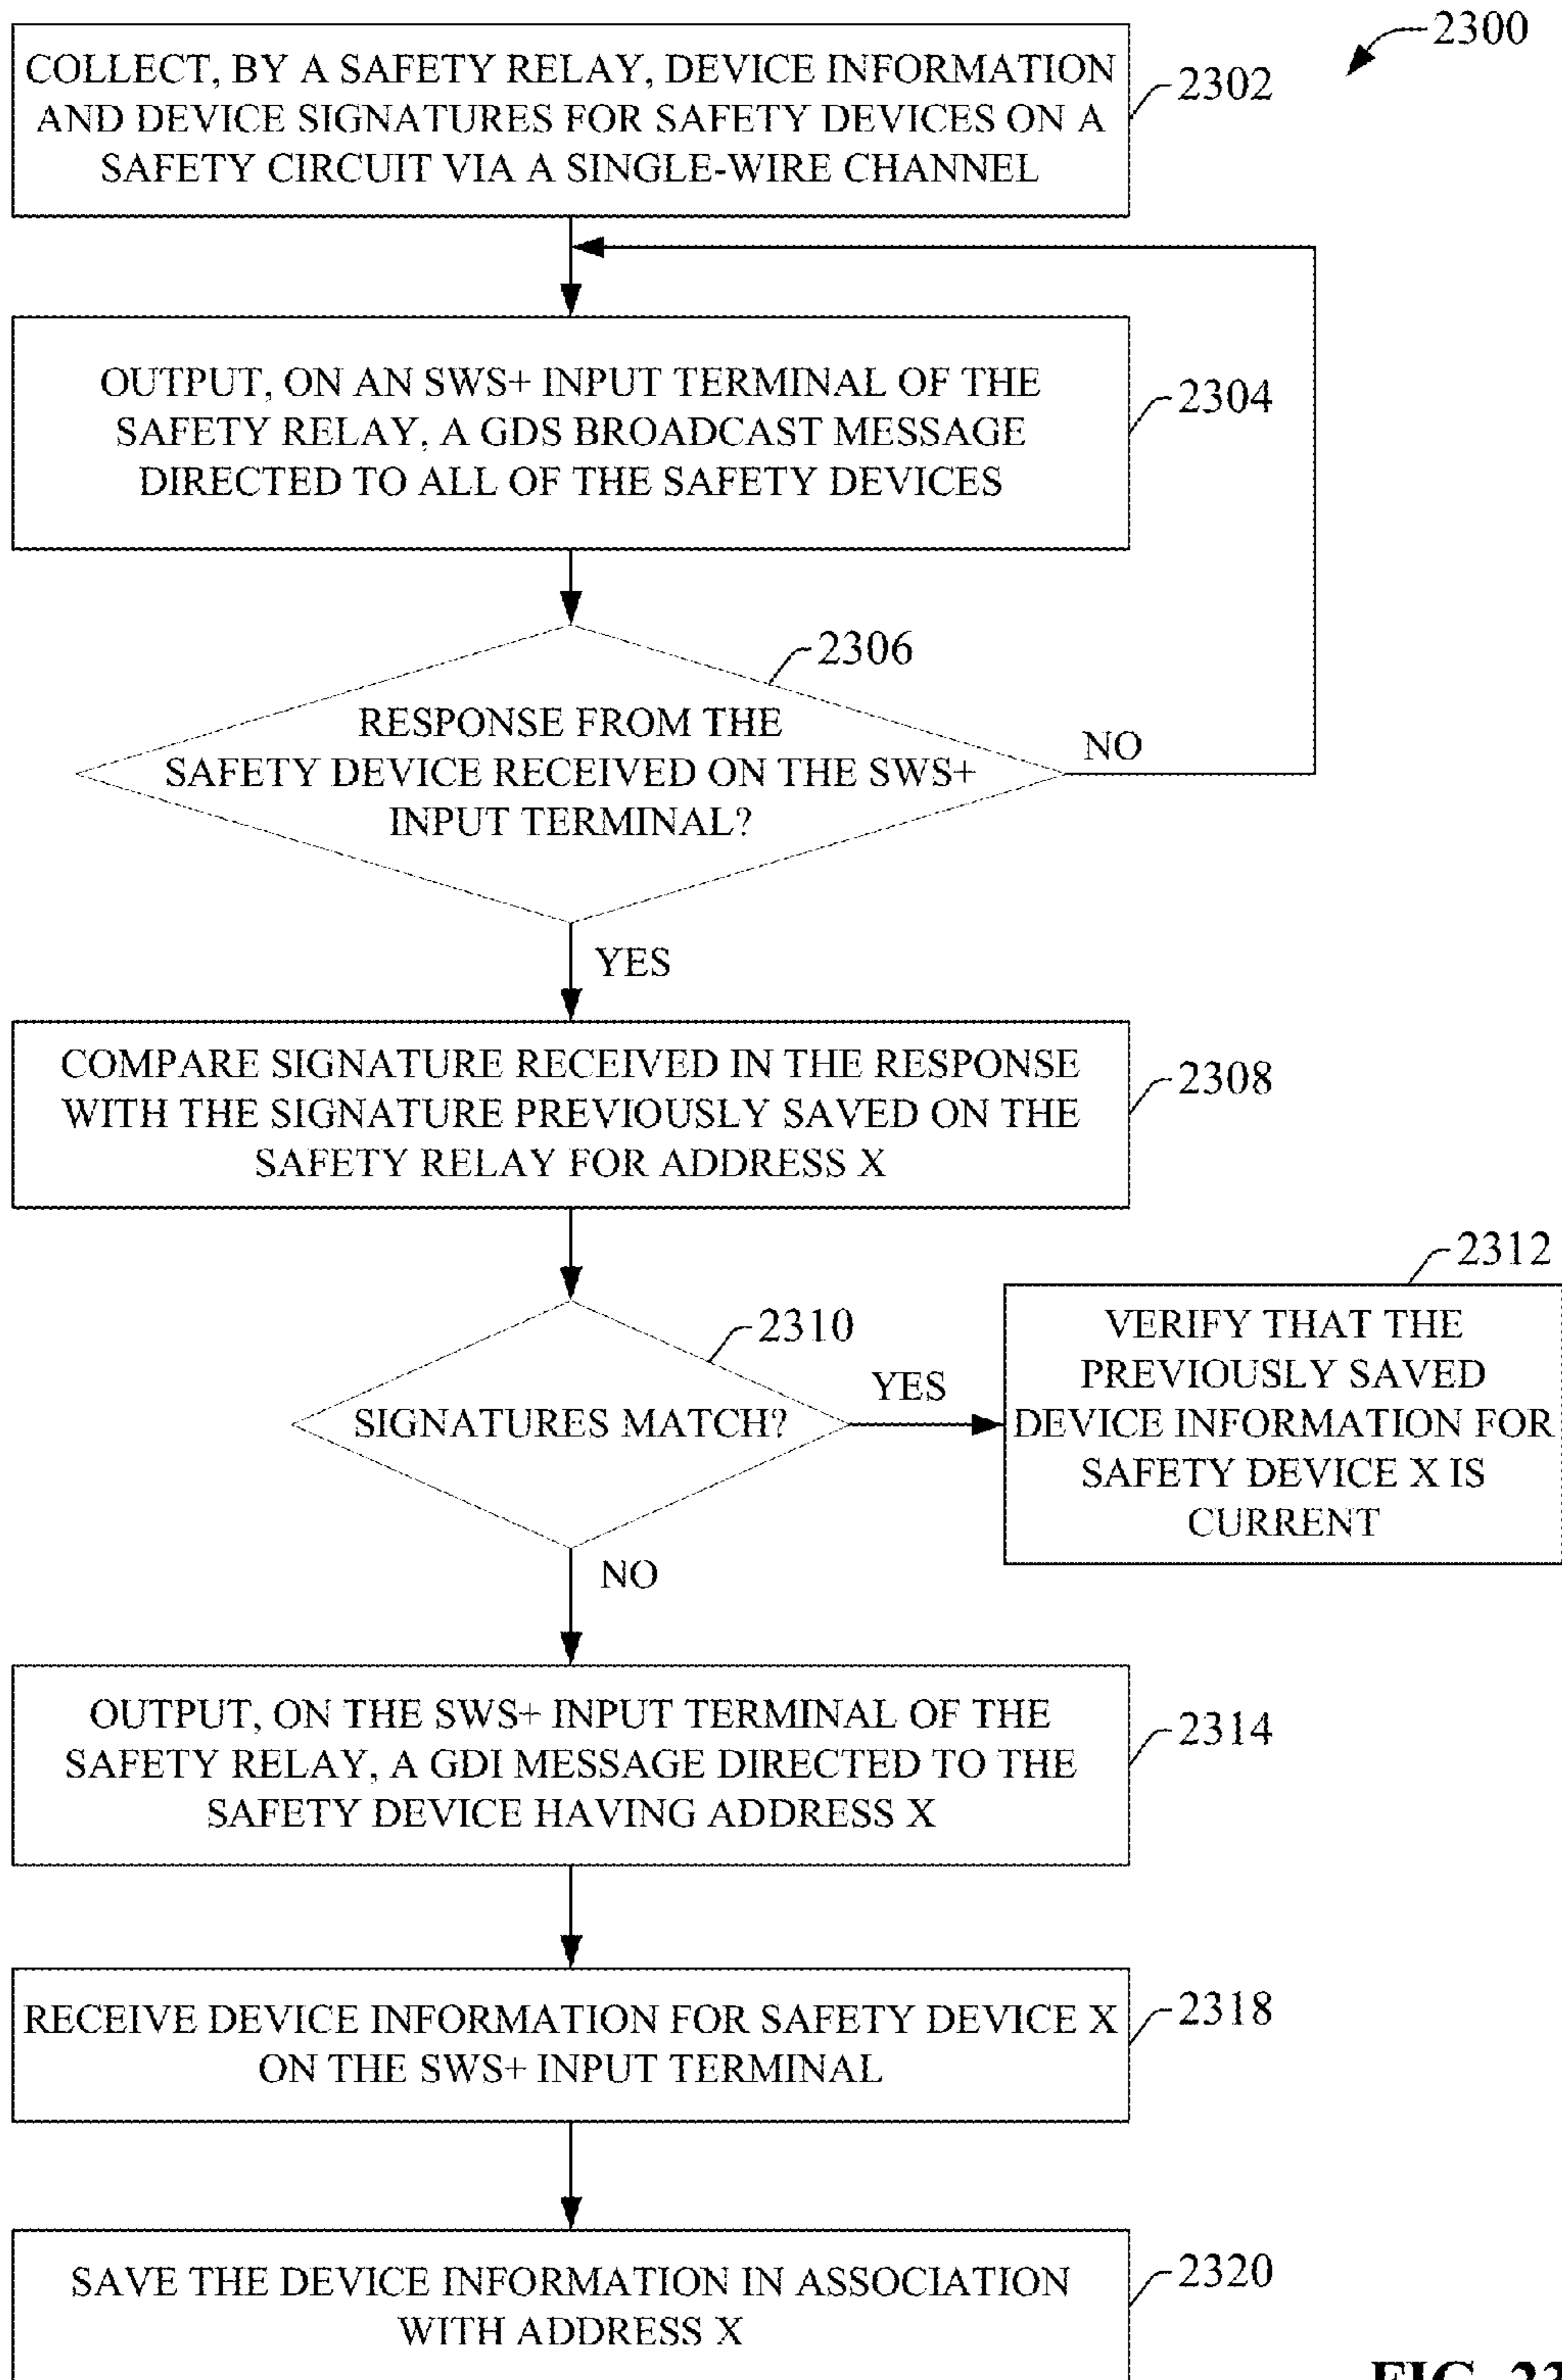 2300
COLLECT, BY A SAFETY RELAY, DEVICE INFORMATION
AND DEVICE SIGNATURES FOR SAFETY DEVICES ON A
SAFETY CIRCUIT VIA A SINGLE-WIRE CHANNEL
2302
OUTPUT, ON AN SWS+ INPUT TERMINAL OF THE
SAFETY RELAY, A GDS BROADCAST MESSAGE
DIRECTED TO ALL OF THE SAFETY DEVICES
2304
2306
RESPONSE FROM THE
SAFETY DEVICE RECEIVED ON THE SWS+
INPUT TERMINAL?
NO
YES
COMPARE SIGNATURE RECEIVED IN THE RESPONSE
WITH THE SIGNATURE PREVIOUSLY SAVED ON THE
SAFETY RELAY FOR ADDRESS X
2308
2310
SIGNATURES MATCH?
YES
2312
VERIFY THAT THE
PREVIOUSLY SAVED
DEVICE INFORMATION FOR
SAFETY DEVICE X IS
CURRENT
NO
OUTPUT, ON THE SWS+ INPUT TERMINAL OF THE
SAFETY RELAY, A GDI MESSAGE DIRECTED TO THE
SAFETY DEVICE HAVING ADDRESS X
2314
RECEIVE DEVICE INFORMATION FOR SAFETY DEVICE X
ON THE SWS+ INPUT TERMINAL
2318
SAVE THE DEVICE INFORMATION IN ASSOCIATION
WITH ADDRESS X
2320
FIG. 23